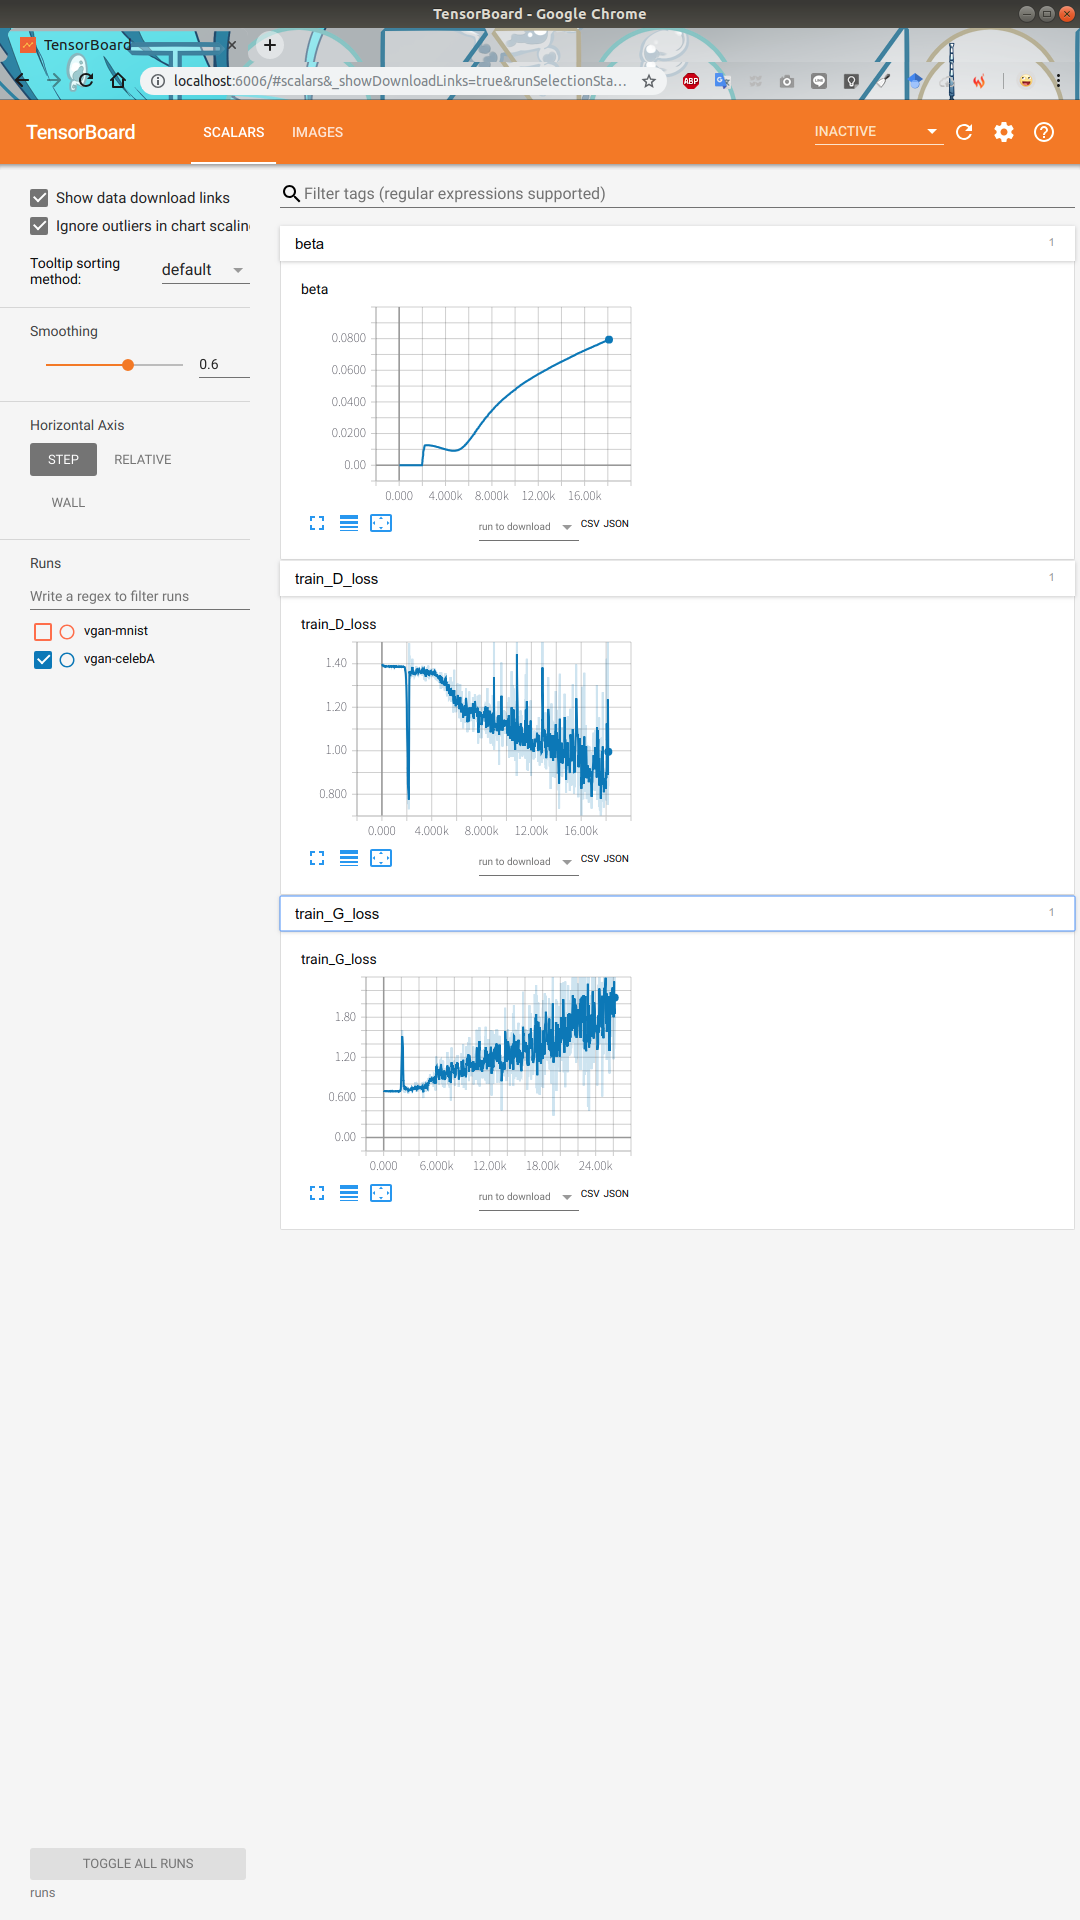 TensorBoard - Google Chrome
TensorBoard
localhost:6006/#scalars&_showDownloadLinks=true&runSelectionSta...
ABP
TensorBoard
SCALARS
IMAGES
INACTIVE
Show data download links
Ignore outliers in chart scalin
Tooltip sorting
method:
default
Smoothing
0.6
Horizontal Axis
STEP
RELATIVE
WALL
Runs
Write a regex to filter runs
vgan-mnist
vgan-celebA
TOGGLE ALL RUNS
runs
Filter tags (regular expressions supported)
beta
1
beta
0.0800
0.0600
0.0400
0.0200
0.00
0.000 4.000k 8.000k 12.00k 16.00k
run to download
CSV JSON
train_D_loss
1
train_D_loss
1.40
1.20
1.00
0.800
0.000 4.000k 8.000k 12.00k 16.00k
run to download
CSV JSON
train_G_loss
1
train_G_loss
1.80
1.20
0.600
0.00
0.000 6.000k 12.00k 18.00k 24.00k
run to download
CSV JSON